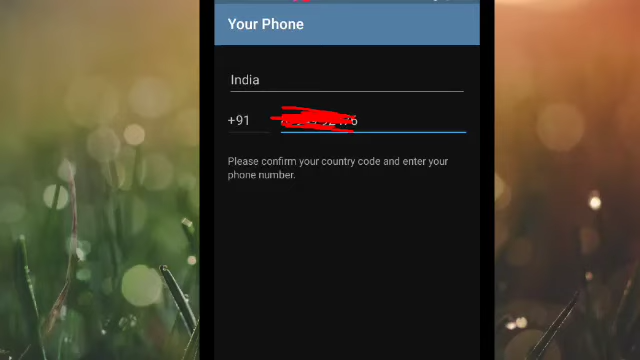 Your Phone
India
+91
Please confirm your country code and enter your
phone number.